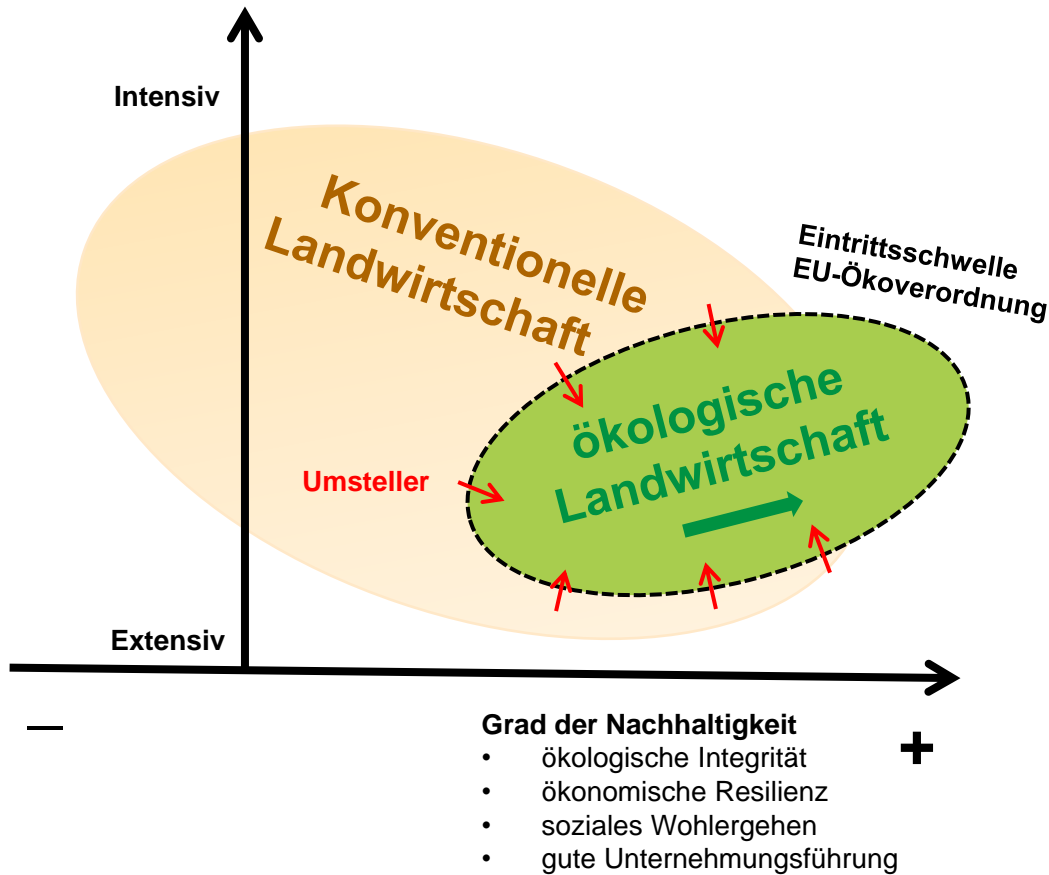 Intensiv
Konventionelle
Landwirtschaft
Eintrittsschwelle
EU-Ökoverordnung
ökologische
Landwirtschaft
Umsteller
Extensiv
–
+
Grad der Nachhaltigkeit
• ökologische Integrität
• ökonomische Resilienz
• soziales Wohlergehen
• gute Unternehmungsführung